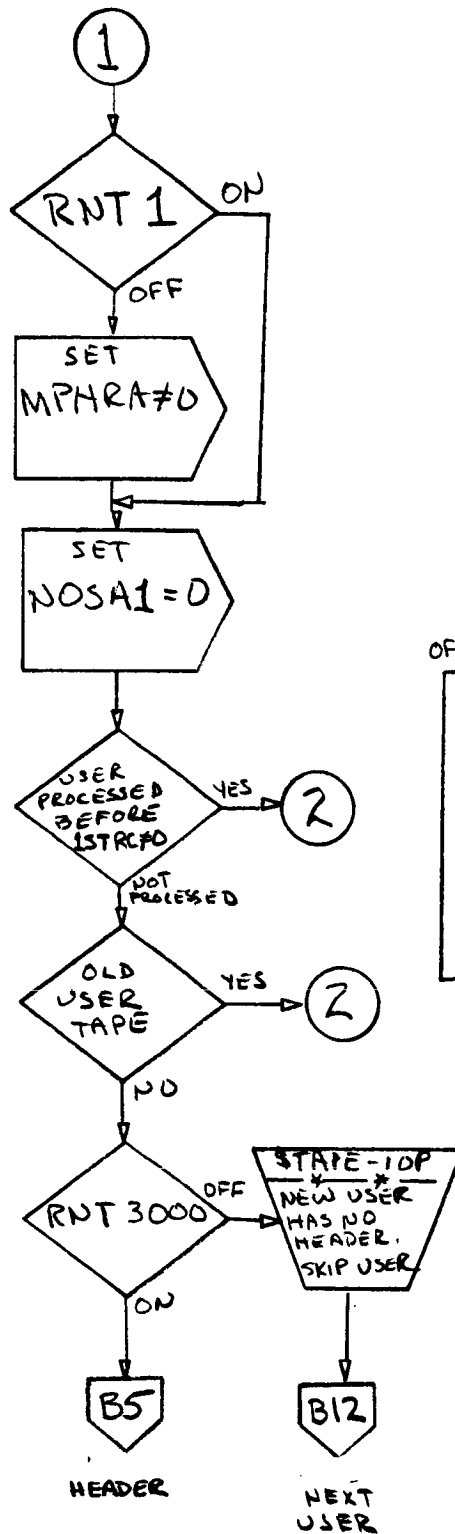 1
RNT 1
ON
OFF
SET
MPHRA≠0
SET
NOSA1=0
OF
USER
PROCESSED
BEFORE
1STRC≠0
YES
2
NOT
PROCESSED
OLD
USER
TAPE
YES
2
NO
RNT 3000
OFF
$TAPE-10P
NEW USER
HAS NO
HEADER.
SKIP USER
ON
B5
B12
HEADER
NEXT
USER